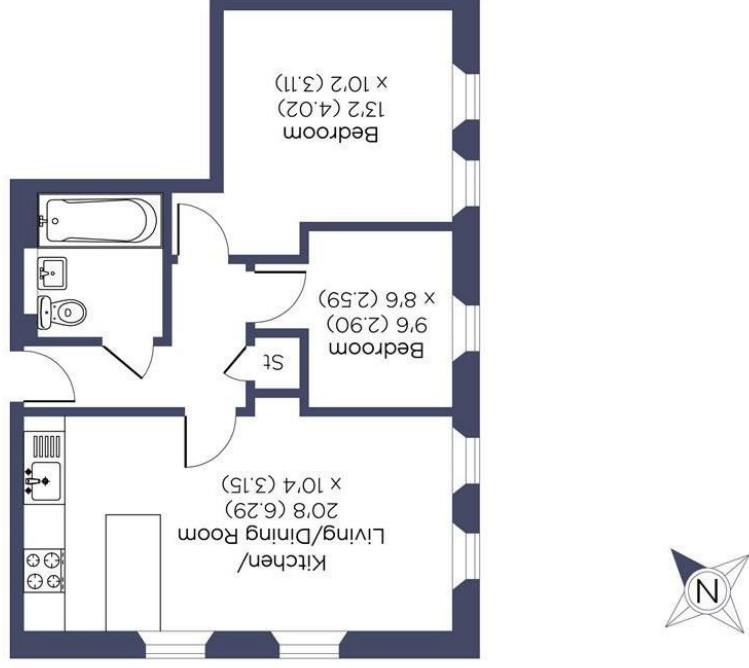 N
Kitchen/
Living/Dining Room
20'8 (6.29)
x 10'4 (3.15)
St
Bedroom
9'6 (2.90)
x 8'6 (2.59)
Bedroom
13'2 (4.02)
x 10'2 (3.11)